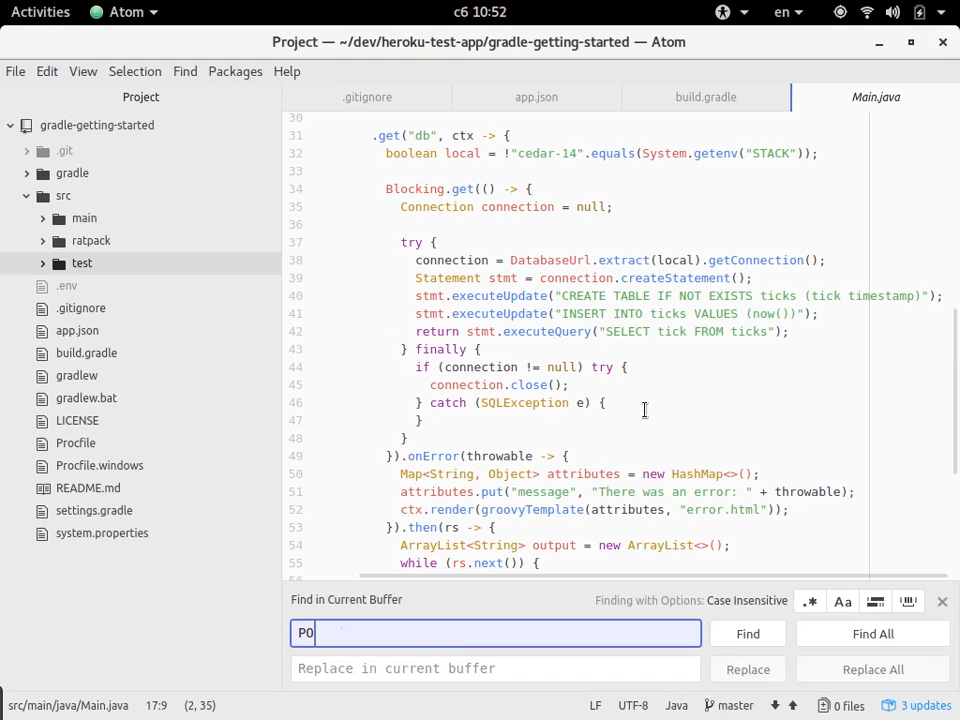 Activities Atom сб 10:52 en
Project — ~/dev/heroku-test-app/gradle-getting-started — Atom
File Edit View Selection Find Packages Help
Project
gradle-getting-started
.git
gradle
src
main
ratpack
test
.env
.gitignore
app.json
build.gradle
gradlew
gradlew.bat
LICENSE
Procfile
Procfile.windows
README.md
settings.gradle
system.properties
.gitignore app.json build.gradle Main.java
30
31 .get("db", ctx -> {
32 boolean local = !"cedar-14".equals(System.getenv("STACK"));
33
34 Blocking.get(() -> {
35 Connection connection = null;
36
37 try {
38 connection = DatabaseUrl.extract(local).getConnection();
39 Statement stmt = connection.createStatement();
40 stmt.executeUpdate("CREATE TABLE IF NOT EXISTS ticks (tick timestamp)");
41 stmt.executeUpdate("INSERT INTO ticks VALUES (now())");
42 return stmt.executeQuery("SELECT tick FROM ticks");
43 } finally {
44 if (connection != null) try {
45 connection.close();
46 } catch (SQLException e) {
47 }
48 }
49 }).onError(throwable -> {
50 Map<String, Object> attributes = new HashMap<>();
51 attributes.put("message", "There was an error: " + throwable);
52 ctx.render(groovyTemplate(attributes, "error.html"));
53 }).then(rs -> {
54 ArrayList<String> output = new ArrayList<>();
55 while (rs.next()) {
Find in Current Buffer Finding with Options: Case Insensitive .* Aa
PO Find Find All
Replace in current buffer Replace Replace All
src/main/java/Main.java 17:9 (2, 35) LF UTF-8 Java master 0 files 3 updates